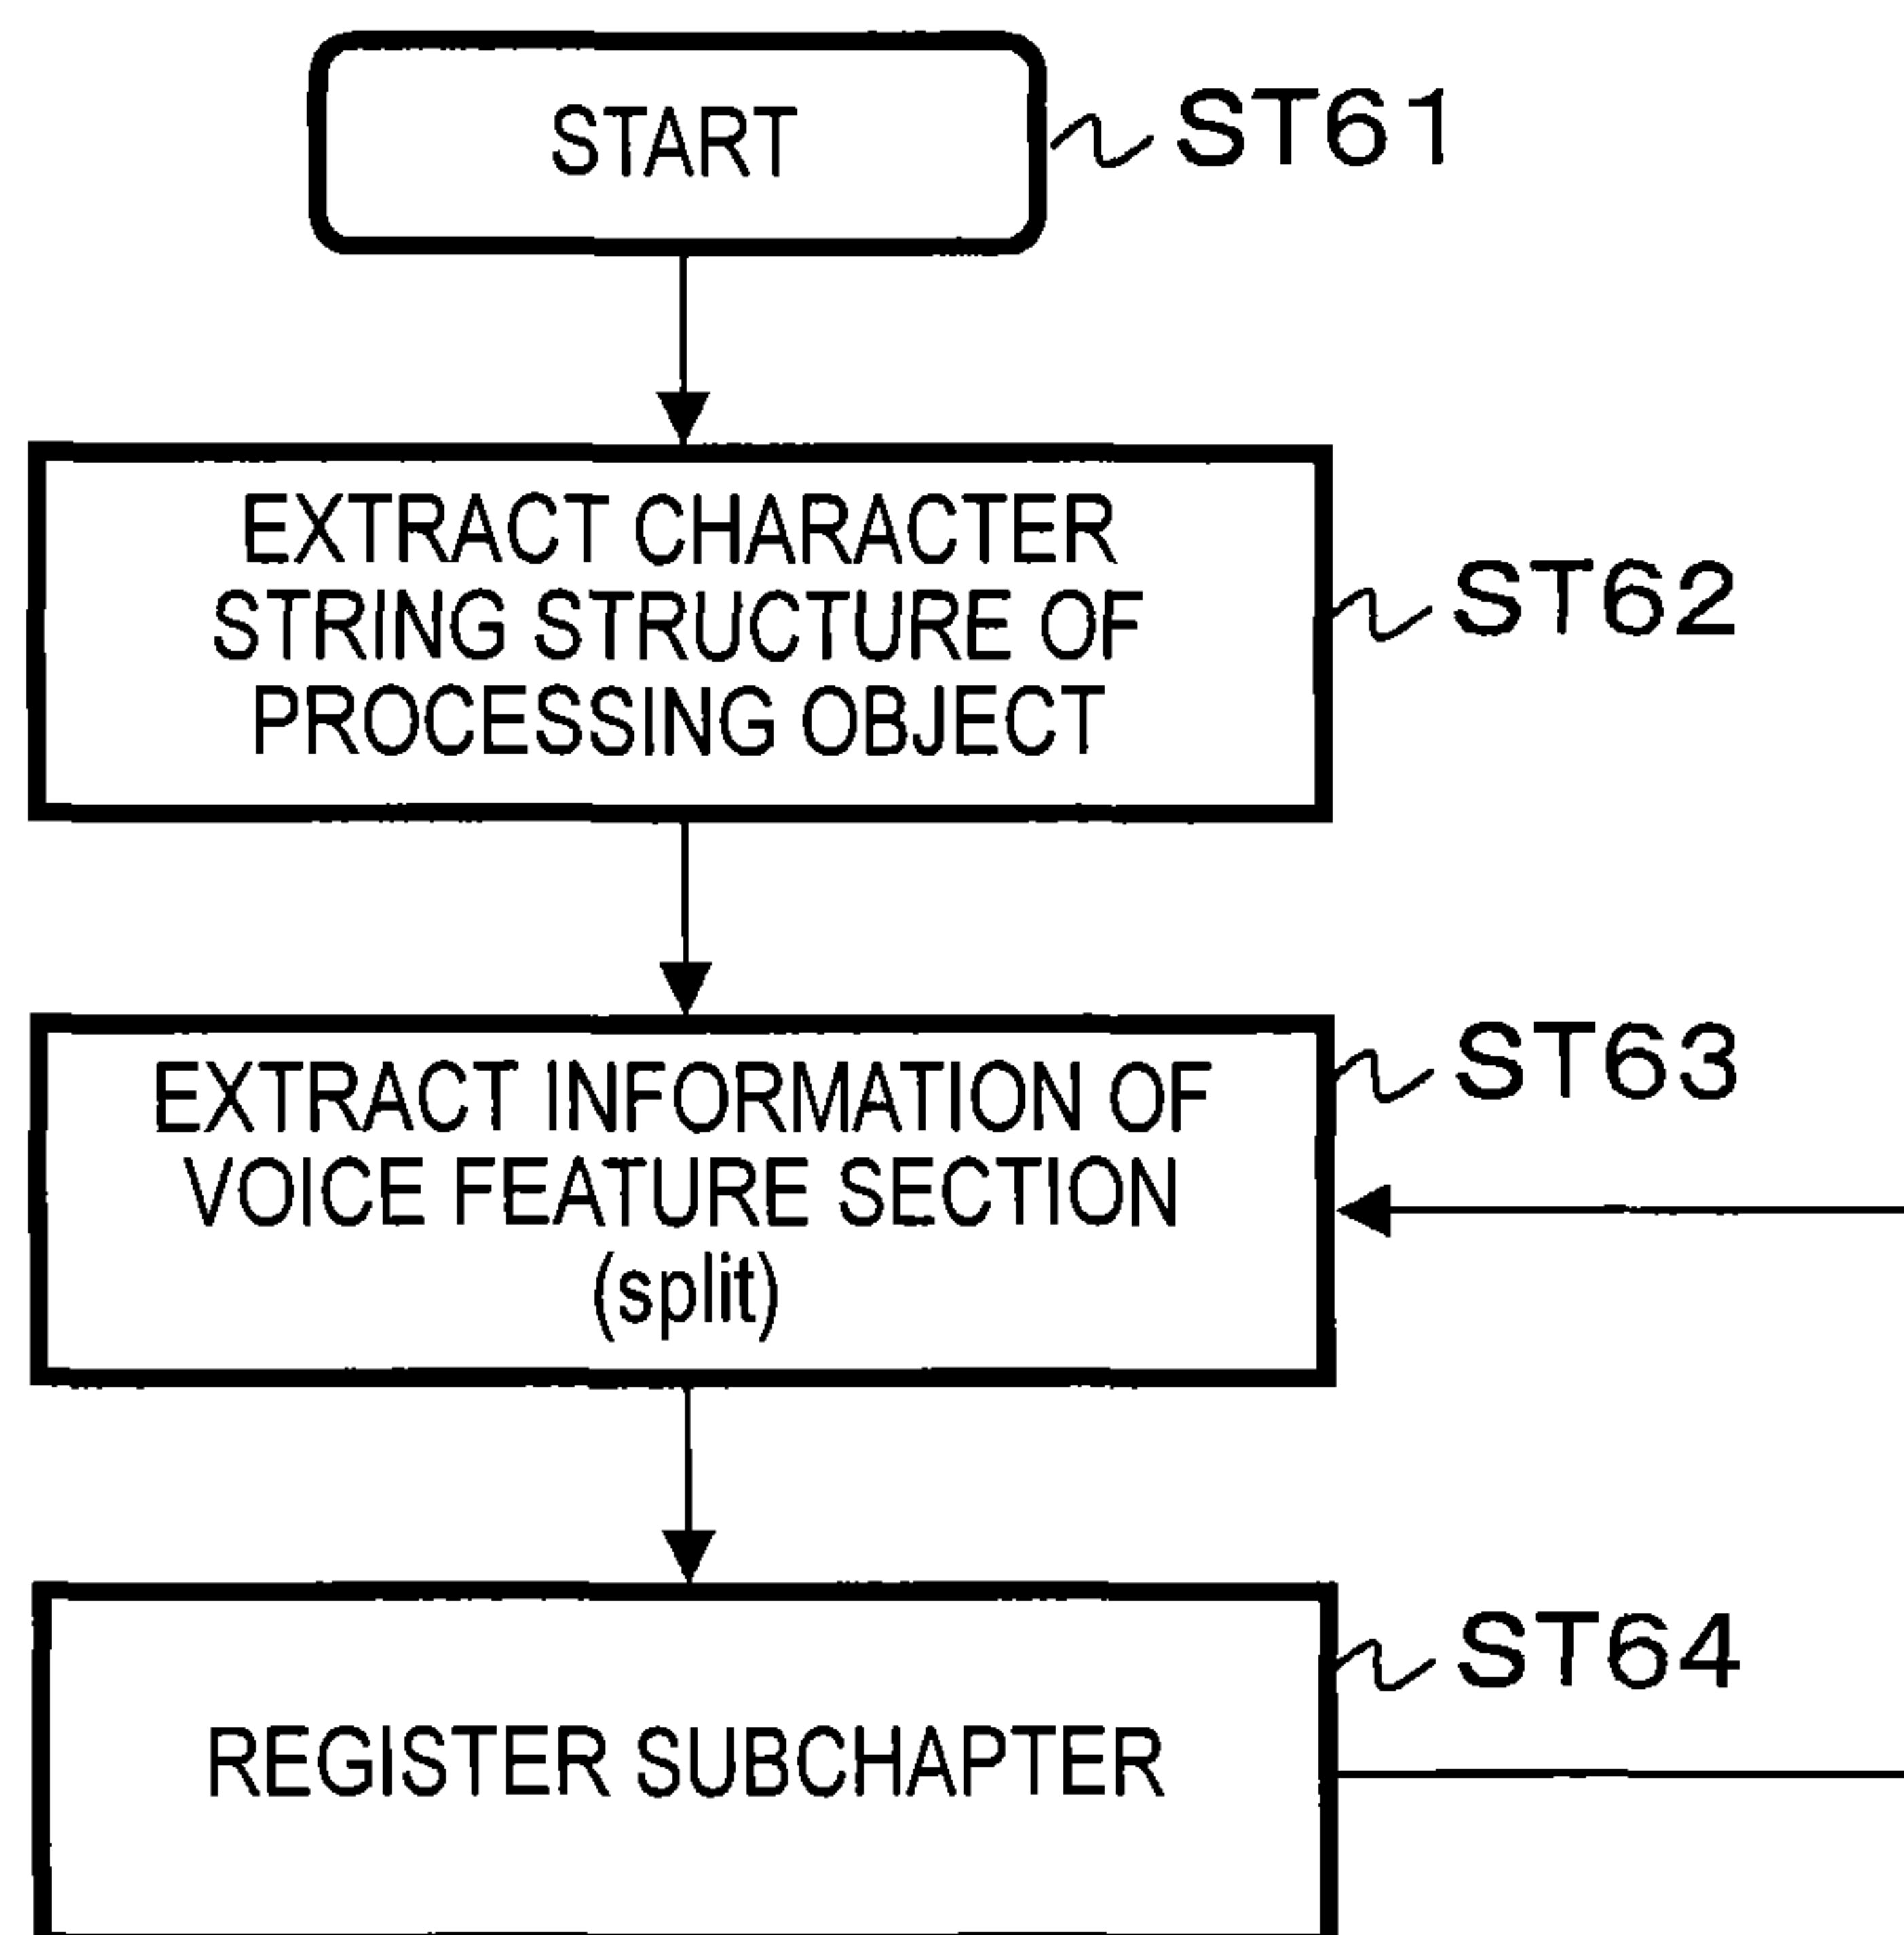 START
ST61
EXTRACT CHARACTER
STRING STRUCTURE OF
PROCESSING OBJECT
ST62
EXTRACT INFORMATION OF
VOICE FEATURE SECTION
(split)
ST63
REGISTER SUBCHAPTER
ST64